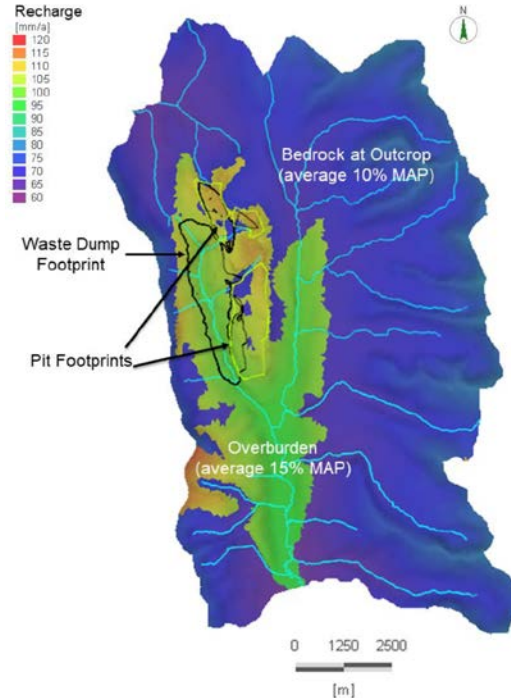 Recharge
[mm/a]
120
115
110
105
100
95
90
85
80
75
70
65
60
N
Bedrock at Outcrop
(average 10% MAP)
Waste Dump
Footprint
Pit Footprints
Overburden
(average 15% MAP)
0 1250 2500
[m]